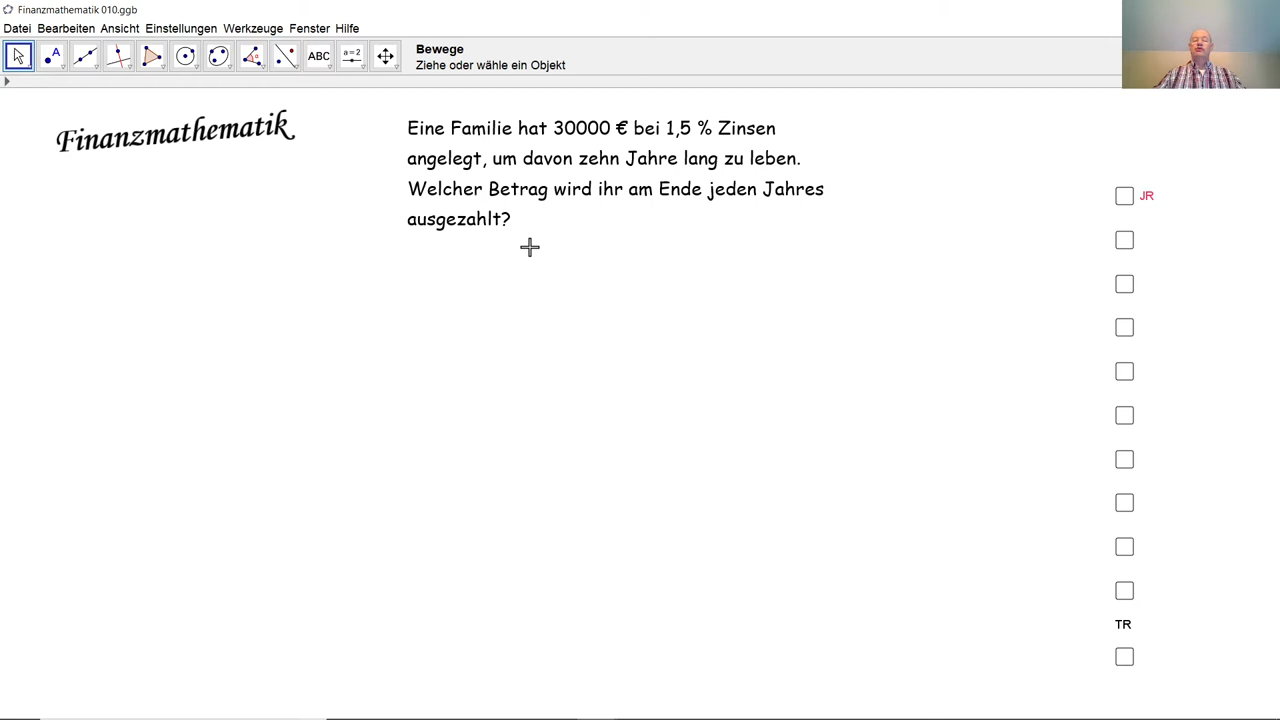 Finanzmathematik 010.ggb
Datei Bearbeiten Ansicht Einstellungen Werkzeuge Fenster Hilfe
A ABC a=2 Bewege
Ziehe oder wähle ein Objekt
Finanzmathematik
Eine Familie hat 30000 € bei 1,5 % Zinsen
angelegt, um davon zehn Jahre lang zu leben.
Welcher Betrag wird ihr am Ende jeden Jahres
ausgezahlt?
JR
TR